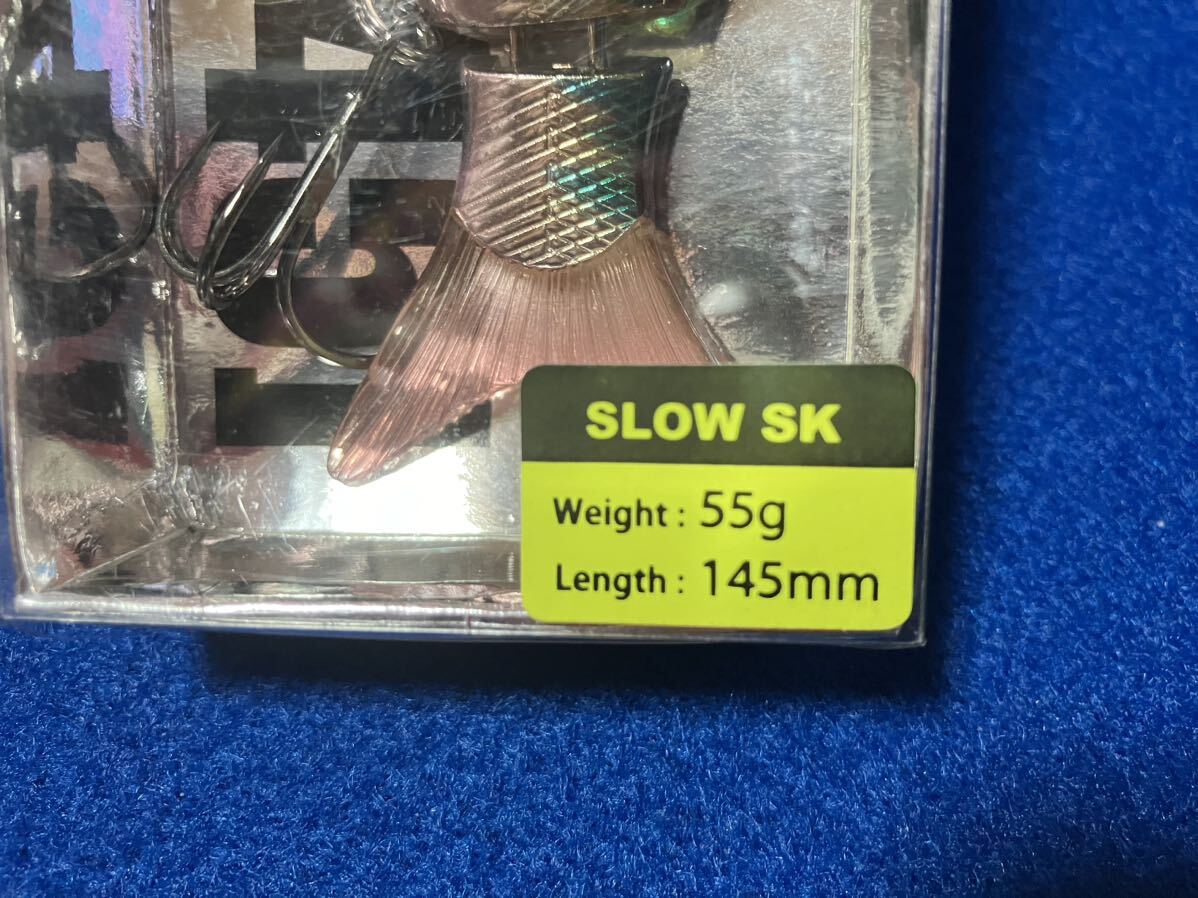 SLOW SK
Weight : 55g
Length : 145mm